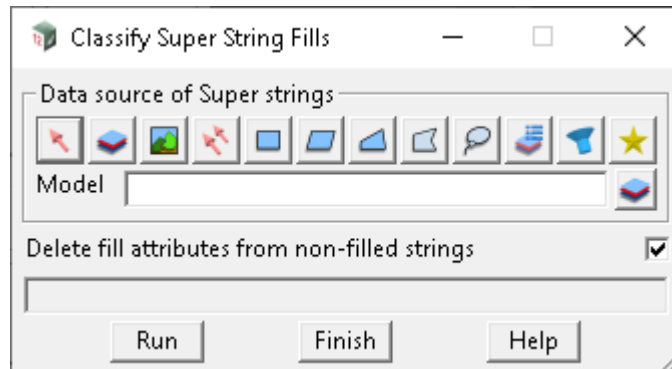 Classify Super String Fills
Data source of Super strings
Model
Delete fill attributes from non-filled strings
Run Finish Help